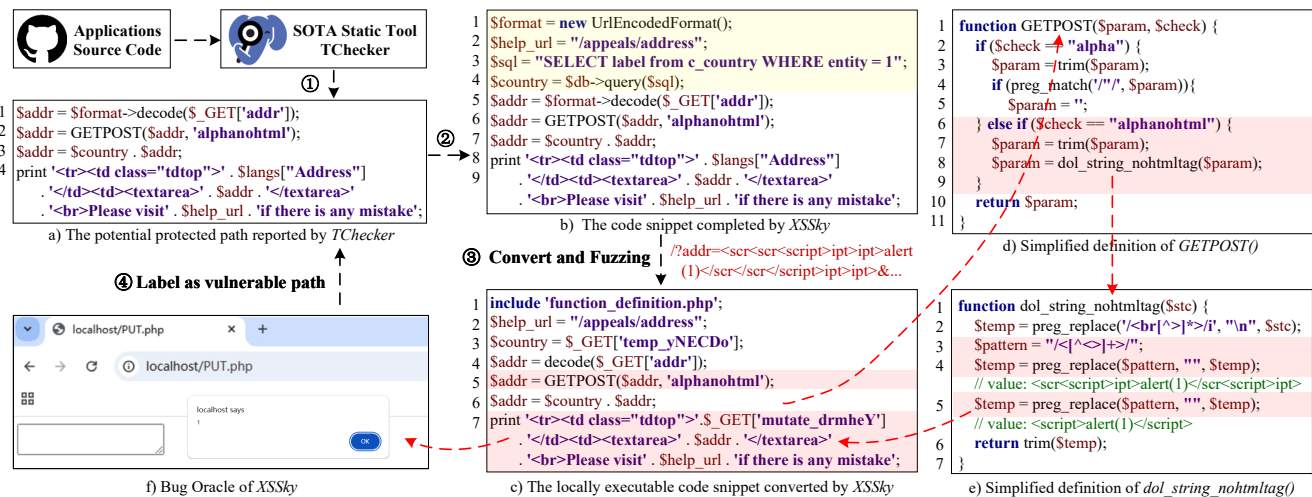 Applications
Source Code
SOTA Static Tool
TChecker
①
1 $addr = $format->decode($_GET['addr']);
2 $addr = GETPOST($addr, 'alphanohtml');
3 $addr = $country . $addr;
4 print '<tr><td class="tdtop">' . $langs["Address"]
. '</td><td><textarea>' . $addr . '</textarea>'
. '<br>Please visit' . $help_url . 'if there is any mistake';
a) The potential protected path reported by TChecker
②
1 $format = new UrlEncodedFormat();
2 $help_url = "/appeals/address";
3 $sql = "SELECT label from c_country WHERE entity = 1";
4 $country = $db->query($sql);
5 $addr = $format->decode($_GET['addr']);
6 $addr = GETPOST($addr, 'alphanohtml');
7 $addr = $country . $addr;
8 print '<tr><td class="tdtop">' . $langs["Address"]
9 . '</td><td><textarea>' . $addr . '</textarea>'
. '<br>Please visit' . $help_url . 'if there is any mistake';
b) The code snippet completed by XSSky
③ Convert and Fuzzing
/?addr=<scr<scr<script>ipt>ipt>alert
(1)</scr</scr</script>ipt>ipt>&...
1 include 'function_definition.php';
2 $help_url = "/appeals/address";
3 $country = $_GET['temp_yNECDo'];
4 $addr = decode($_GET['addr']);
5 $addr = GETPOST($addr, 'alphanohtml');
6 $addr = $country . $addr;
7 print '<tr><td class="tdtop">'.$_GET['mutate_drmheY']
. '</td><td><textarea>' . $addr . '</textarea>'
. '<br>Please visit' . $help_url . 'if there is any mistake';
c) The locally executable code snippet converted by XSSky
1 function GETPOST($param, $check) {
2 if ($check == "alpha") {
3 $param = trim($param);
4 if (preg_match('/"/', $param)){
5 $param = '';
6 } else if ($check == "alphanohtml") {
7 $param = trim($param);
8 $param = dol_string_nohtmltag($param);
9 }
10 return $param;
11 }
d) Simplified definition of GETPOST()
1 function dol_string_nohtmltag($stc) {
2 $temp = preg_replace('/<br[^>]*>/i', "\n", $stc);
3 $pattern = "/<[^<>]+>/";
4 $temp = preg_replace($pattern, "", $temp);
// value: <scr<script>ipt>alert(1)</scr<script>ipt>
5 $temp = preg_replace($pattern, "", $temp);
// value: <script>alert(1)</script>
6 return trim($temp);
7 }
e) Simplified definition of dol_string_nohtmltag()
④ Label as vulnerable path
localhost/PUT.php
localhost/PUT.php
localhost says
1
OK
f) Bug Oracle of XSSky